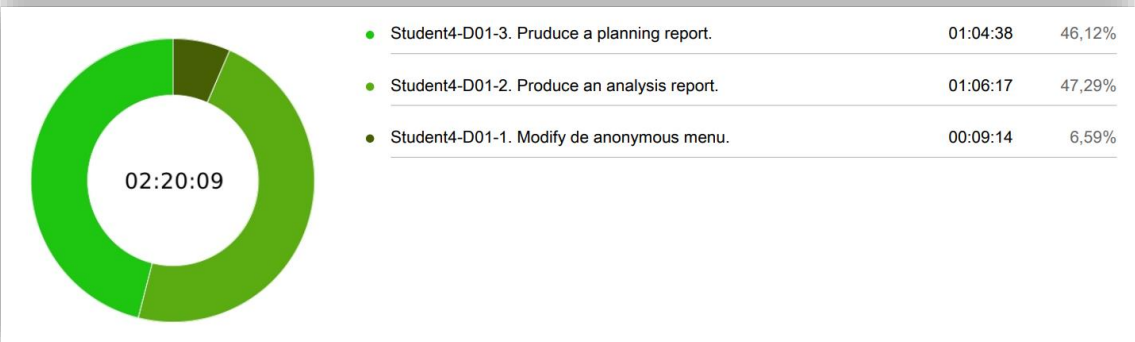 Student4-D01-3. Pruduce a planning report. 01:04:38 46,12%
Student4-D01-2. Produce an analysis report. 01:06:17 47,29%
Student4-D01-1. Modify de anonymous menu. 00:09:14 6,59%
02:20:09